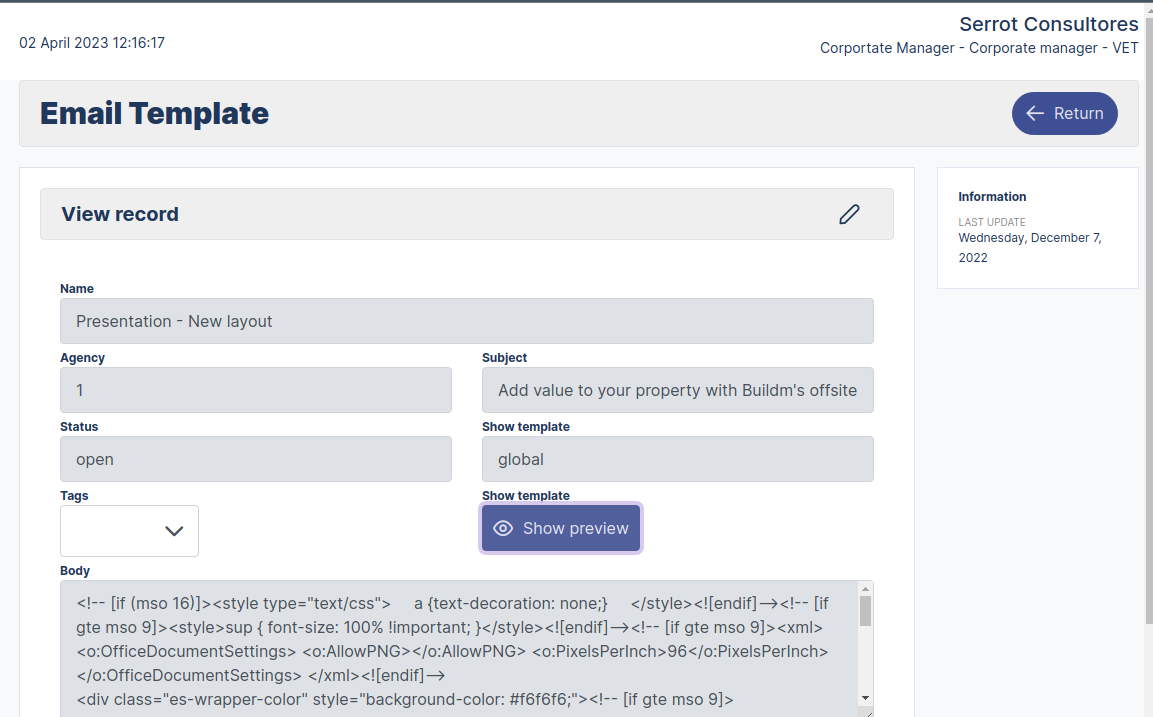 Serrot Consultores
02 April 2023 12:16:17
Corportate Manager - Corporate manager - VET
Email Template
Return
View record
Information
LAST UPDATE
Wednesday, December 7,
2022
Name
Presentation - New layout
Agency
Subject
1
Add value to your property with Buildm's offsite
Status
Show template
open
global
Tags
Show template
Show preview
Body
<!-- [if (mso 16)]><style type="text/css">     a {text-decoration: none;}     </style><![endif]--><!-- [if
gte mso 9]><style>sup { font-size: 100% !important; }</style><![endif]--><!-- [if gte mso 9]><xml>
<o:OfficeDocumentSettings> <o:AllowPNG></o:AllowPNG> <o:PixelsPerInch>96</o:PixelsPerInch>
</o:OfficeDocumentSettings> </xml><![endif]-->
<div class="es-wrapper-color" style="background-color: #f6f6f6;"><!-- [if gte mso 9]>